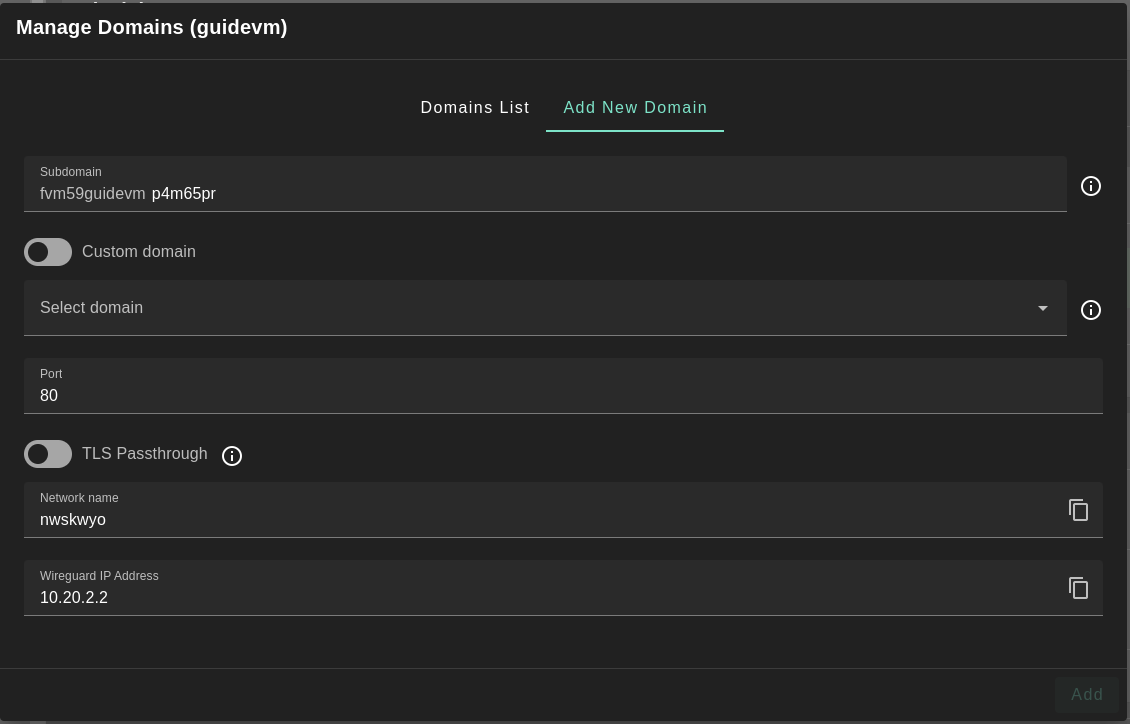 Manage Domains (guidevm)
Domains List
Add New Domain
Subdomain
fvm59guidevm p4m65pr
Custom domain
Select domain
Port
80
TLS Passthrough
Network name
nwskwyo
Wireguard IP Address
10.20.2.2
Add